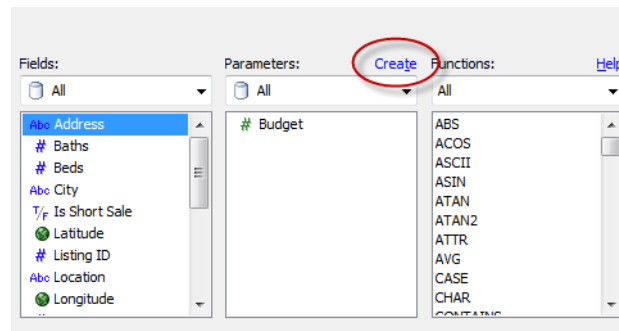 Fields:
Parameters:
Create
Functions:
Help
All
All
All
Abc Address
# Baths
# Beds
Abc City
T/F Is Short Sale
Latitude
# Listing ID
Abc Location
Longitude
# Budget
ABS
ACOS
ASCII
ASIN
ATAN
ATAN2
ATTR
AVG
CASE
CHAR
CONTAINS